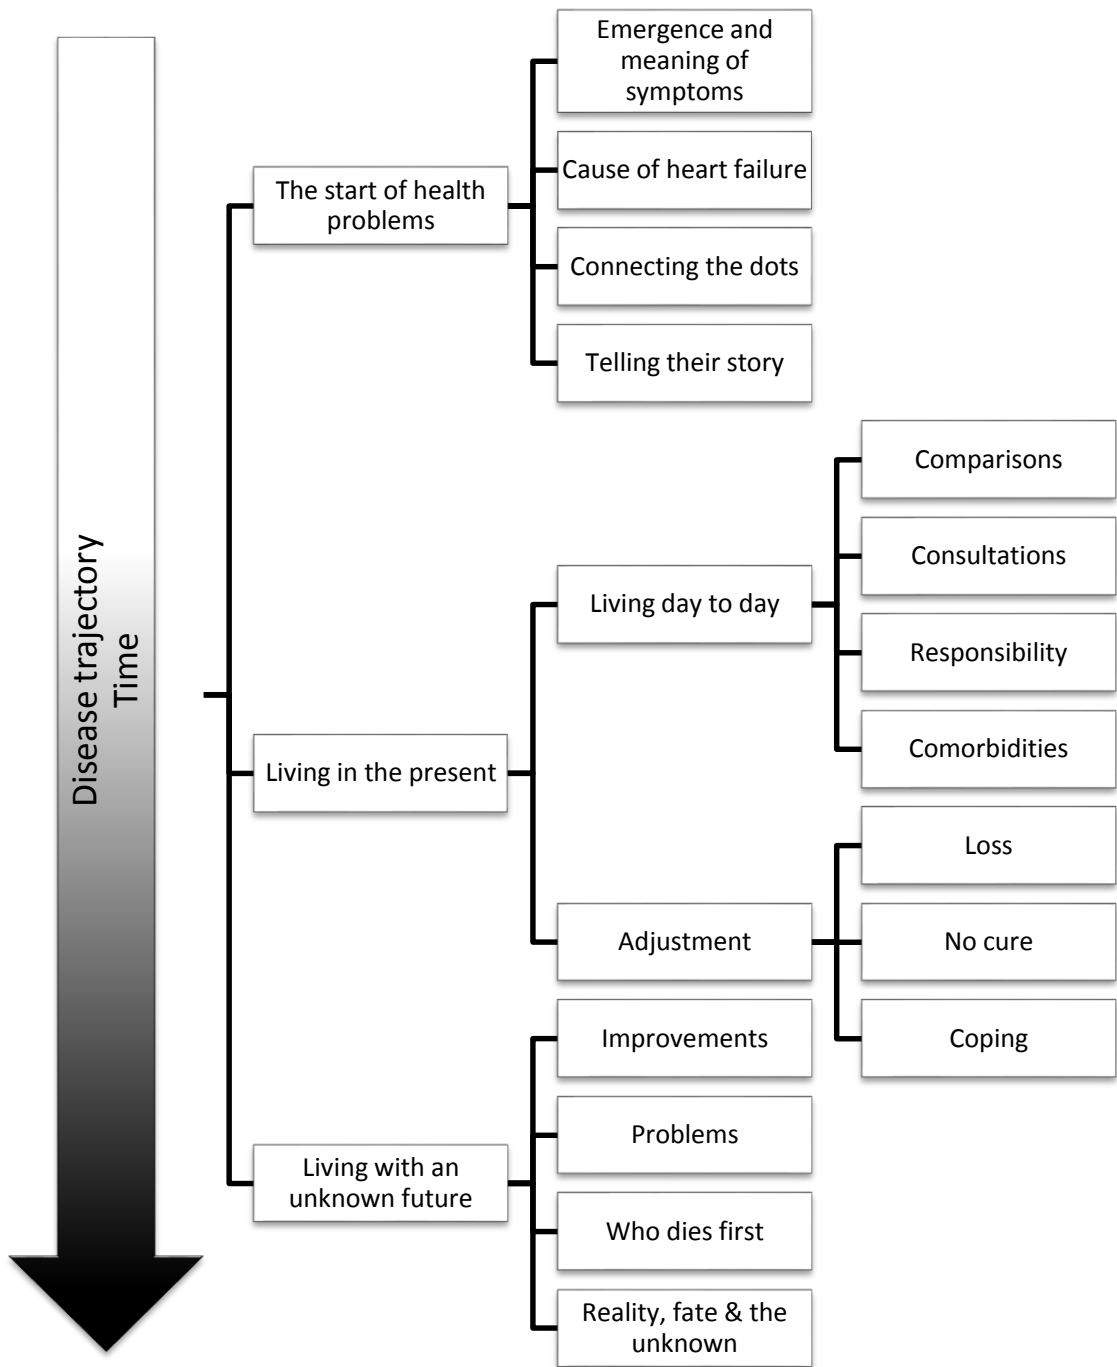 Disease trajectory
Time
The start of health
problems
Emergence and
meaning of
symptoms
Cause of heart failure
Connecting the dots
Telling their story
Living in the present
Living day to day
Comparisons
Consultations
Responsibility
Comorbidities
Adjustment
Loss
No cure
Coping
Living with an
unknown future
Improvements
Problems
Who dies first
Reality, fate & the
unknown